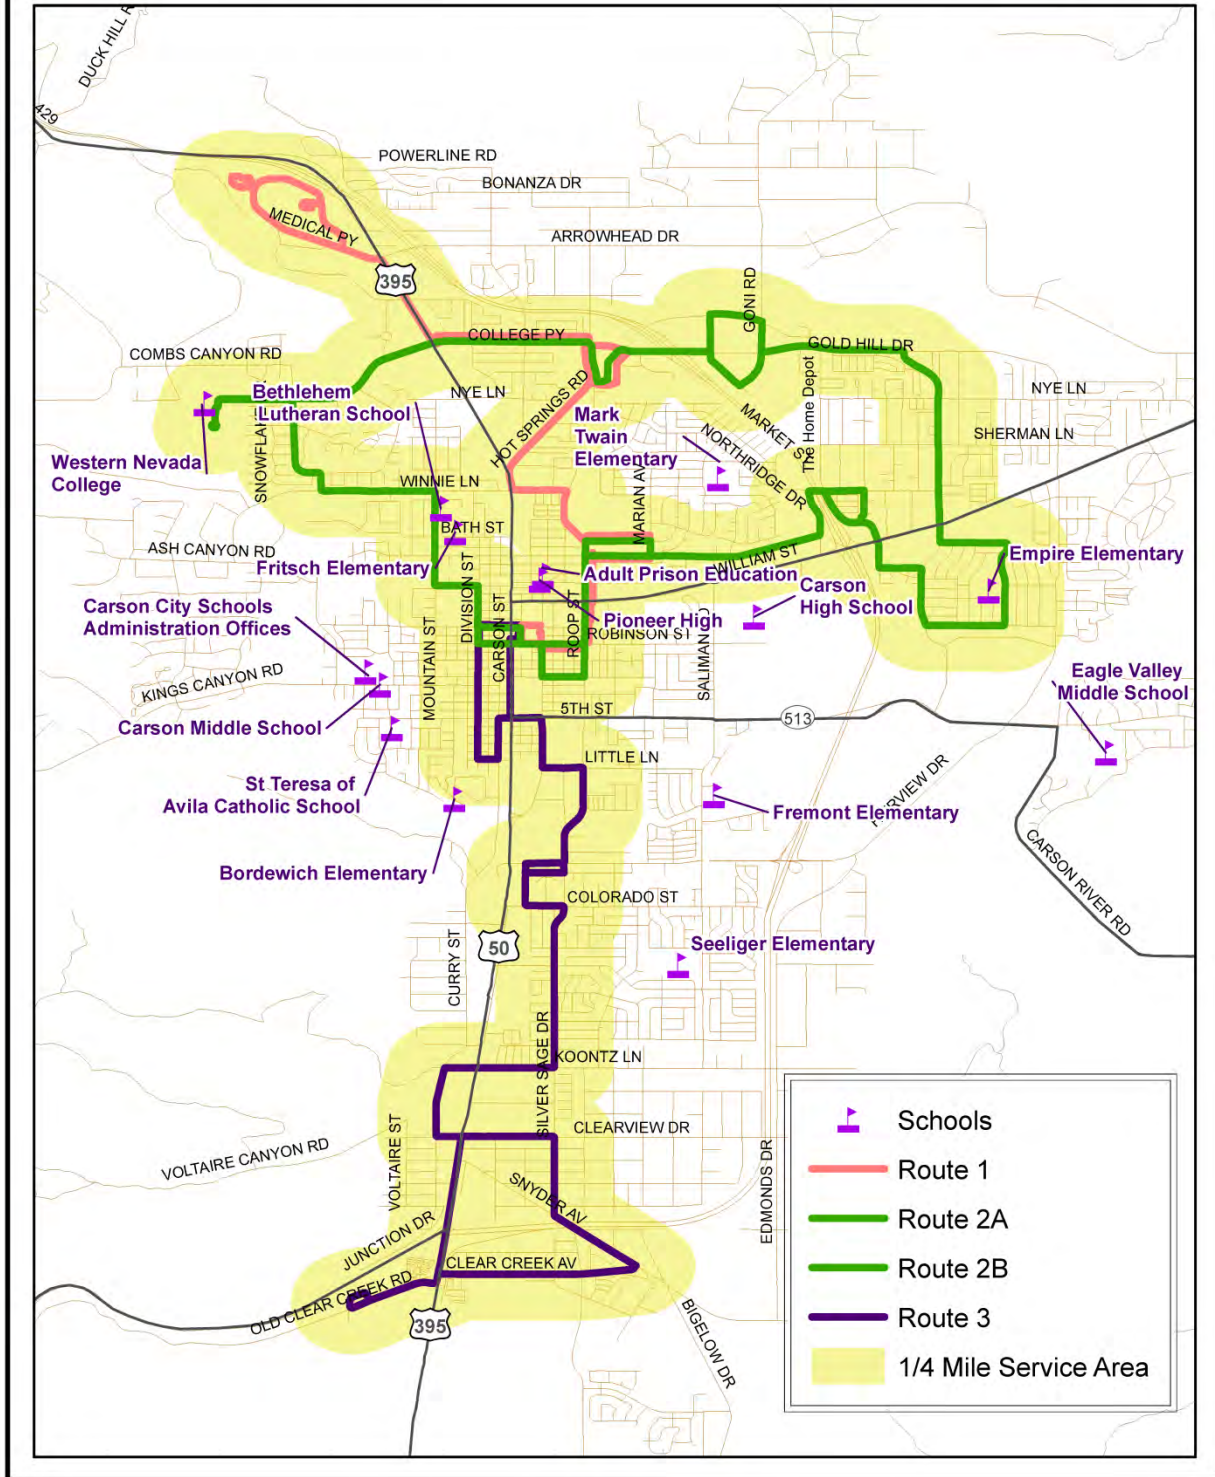 DUCK HILL R
429
POWERLINE RD
BONANZA DR
MEDICAL PY
ARROWHEAD DR
395
GONI RD
COLLEGE PY
GOLD HILL DR
COMBS CANYON RD
The Home Depot
NYE LN
NYE LN
Bethlehem
Lutheran School
HOT SPRINGS RD
Mark
Twain
Elementary
MARKET ST
NORTHRIDGE DR
SHERMAN LN
SNOWFLA
Western Nevada
College
WINNIE LN
MARIAN AV
BATH ST
ASH CANYON RD
Fritsch Elementary
WILLIAM ST
Empire Elementary
DIVISION ST
Adult Prison Education
Carson
High School
Carson City Schools
Administration Offices
CARSON ST
ROOP ST
Pioneer High
ROBINSON ST
MOUNTAIN ST
SALIMAN
KINGS CANYON RD
Eagle Valley
Middle School
5TH ST
513
Carson Middle School
LITTLE LN
St Teresa of
Avila Catholic School
Fremont Elementary
RVIEW DR
Bordewich Elementary
COLORADO ST
CARSON RIVER RD
50
CURRY ST
Seeliger Elementary
SILVER SAGE DR
KOONTZ LN
CLEARVIEW DR
VOLTAIRE ST
VOLTAIRE CANYON RD
EDMONDS DR
SNYDER AV
JUNCTION DR
CLEAR CREEK AV
OLD CLEAR CREEK RD
395
BIGELOW DR
Schools
Route 1
Route 2A
Route 2B
Route 3
1/4 Mile Service Area